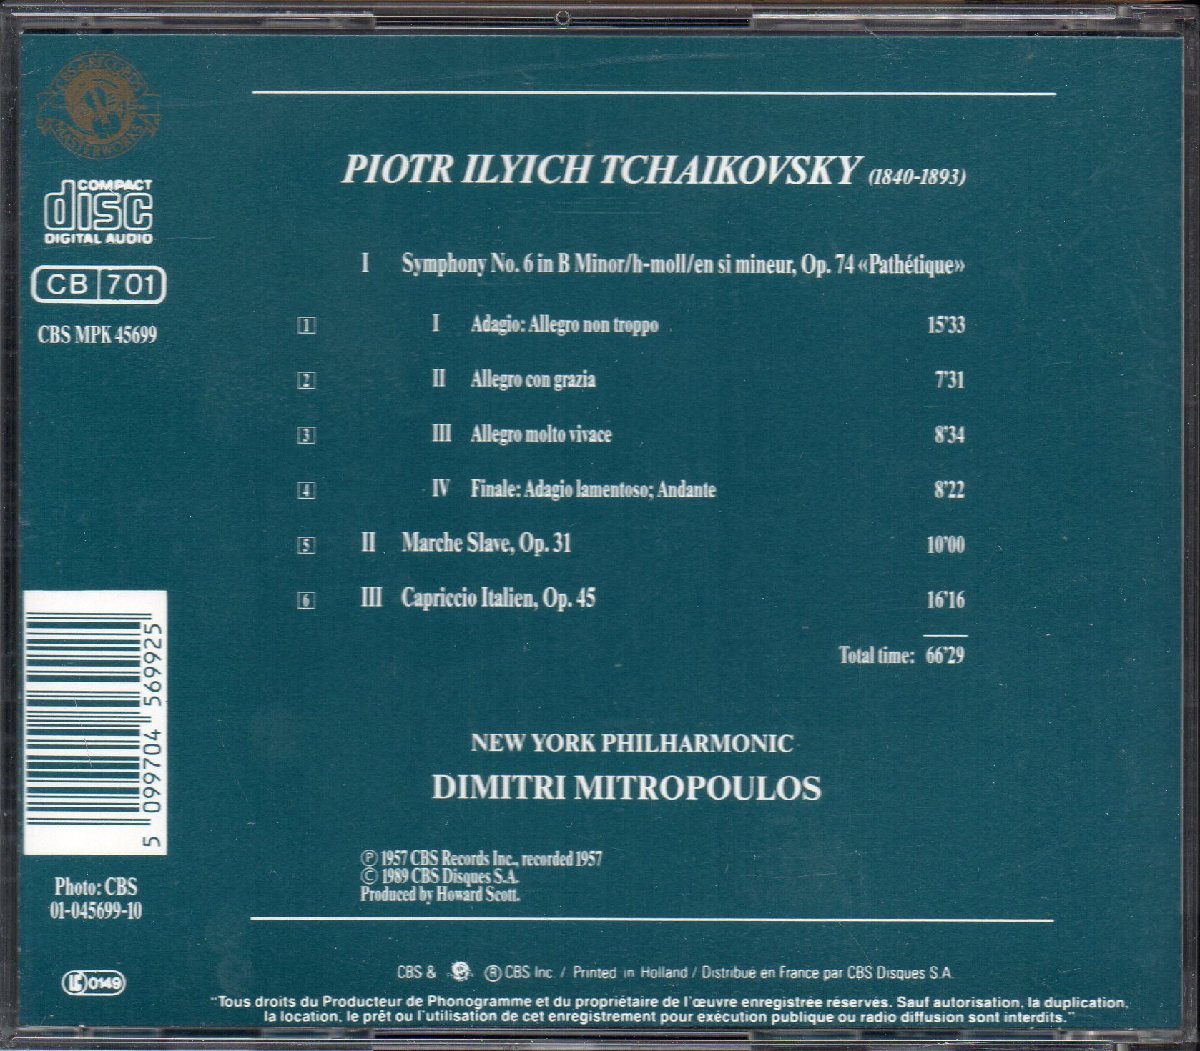 CBS RECORDS
MASTERWORKS
COMPACT
disc
DIGITAL AUDIO
CB 701
CBS MPK 45699
PIOTR ILYICH TCHAIKOVSKY (1840-1893)
I Symphony No. 6 in B Minor/h-moll/en si mineur, Op. 74 «Pathétique»
1 I Adagio: Allegro non troppo 15'33
2 II Allegro con grazia 7'31
3 III Allegro molto vivace 8'34
4 IV Finale: Adagio lamentoso; Andante 8'22
5 II Marche Slave, Op. 31 10'00
6 III Capriccio Italien, Op. 45 16'16
Total time: 66'29
NEW YORK PHILHARMONIC
DIMITRI MITROPOULOS
℗ 1957 CBS Records Inc., recorded 1957
© 1989 CBS Disques S.A.
Produced by Howard Scott.
5 099704 569925
Photo: CBS
01-045699-10
LC 0149
CBS & ® CBS Inc. / Printed in Holland / Distribué en France par CBS Disques S.A.
"Tous droits du Producteur de Phonogramme et du propriétaire de l'œuvre enregistrée réservés. Sauf autorisation, la duplication,
la location, le prêt ou l'utilisation de cet enregistrement pour exécution publique ou radio diffusion sont interdits."